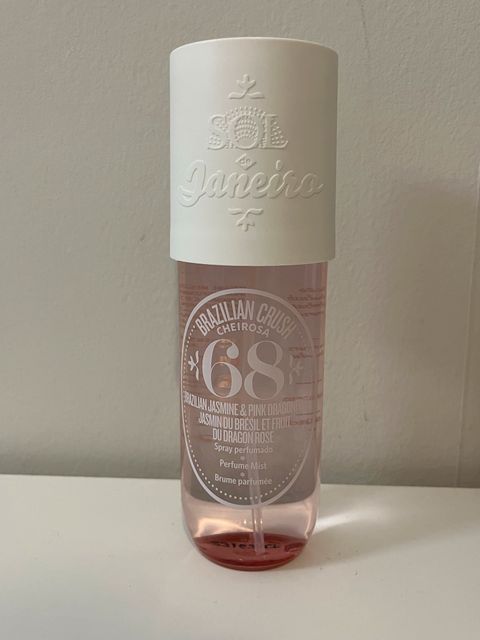 SOL
de
Janeiro
BRAZILIAN CRUSH
CHEIROSA
68
BRAZILIAN JASMINE & PINK DRAGON
JASMIN DU BRÉSIL ET FRUIT
DU DRAGON ROSE
Spray perfumado
Perfume Mist
Brume parfumée